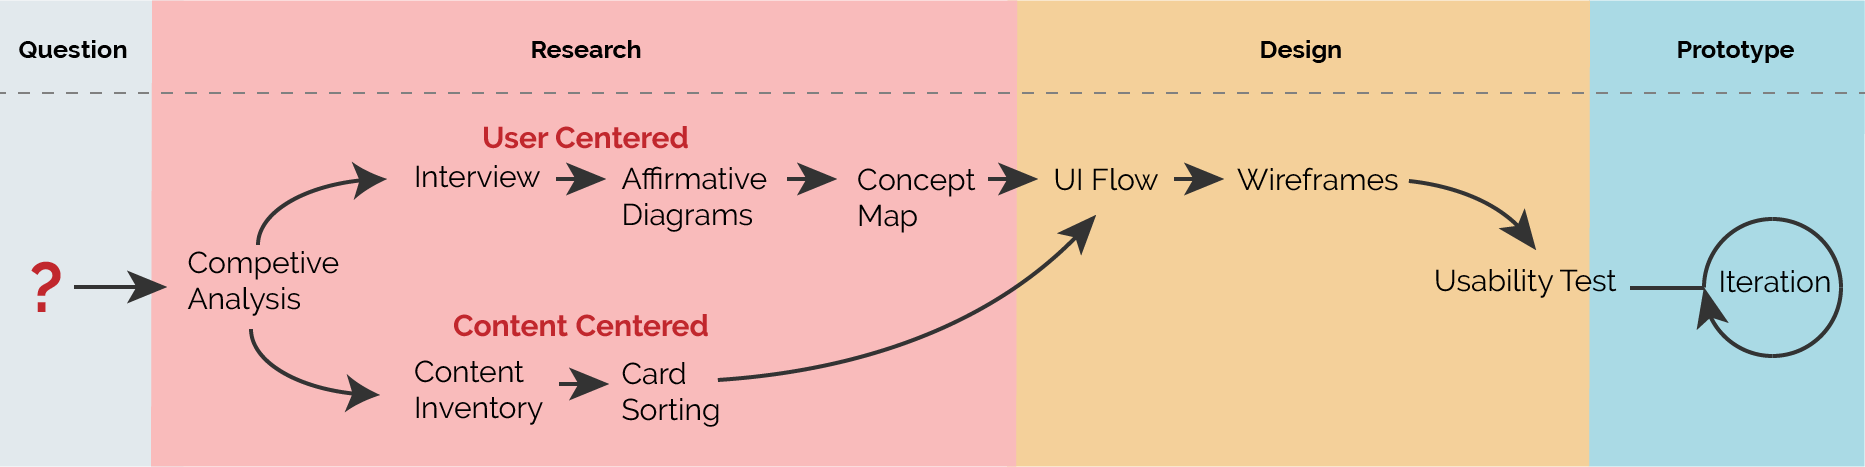 Question
Research
Design
Prototype
User Centered
Interview
Affirmative
Diagrams
Concept
Map
UI Flow
Wireframes
?
Competive
Analysis
Usability Test
Iteration
Content Centered
Content
Inventory
Card
Sorting